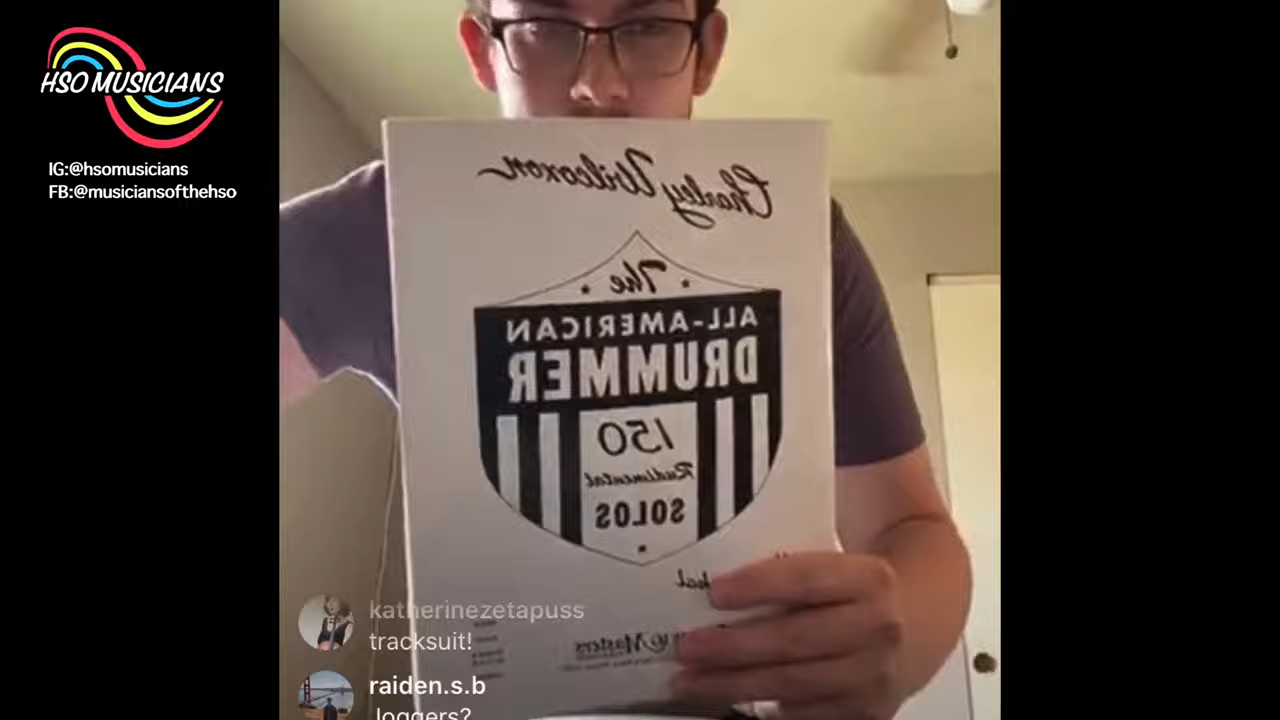 HSO MUSICIANS
IG:@hsomusicians
FB:@musiciansofthehso
Charley Wilcoxon
The
ALL-AMERICAN
DRUMMER
150
Rudimental
SOLOS
Masters
katherinezetapuss
tracksuit!
raiden.s.b
Joggers?